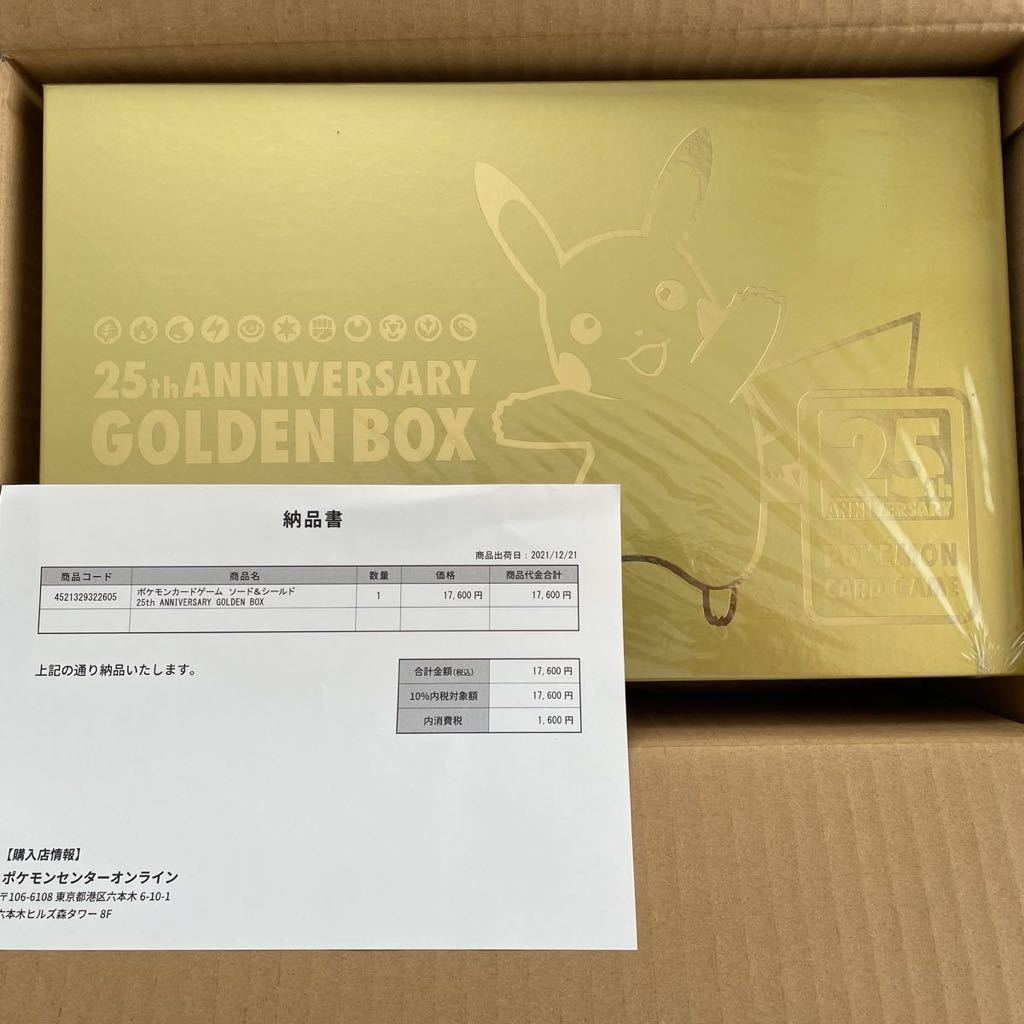 25th ANNIVERSARY
GOLDEN BOX
25th
ANNIVERSARY
POKÉMON
CARD GAME
納品書
商品出荷日：2021/12/21
商品コード 商品名 数量 価格 商品代金合計
4521329322605 ポケモンカードゲーム ソード&シールド 1 17,600 円 17,600 円
25th ANNIVERSARY GOLDEN BOX
上記の通り納品いたします。
合計金額(税込) 17,600 円
10%内税対象額 17,600 円
内消費税 1,600 円
【購入店情報】
ポケモンセンターオンライン
〒106-6108 東京都港区六本木 6-10-1
六本木ヒルズ森タワー 8F